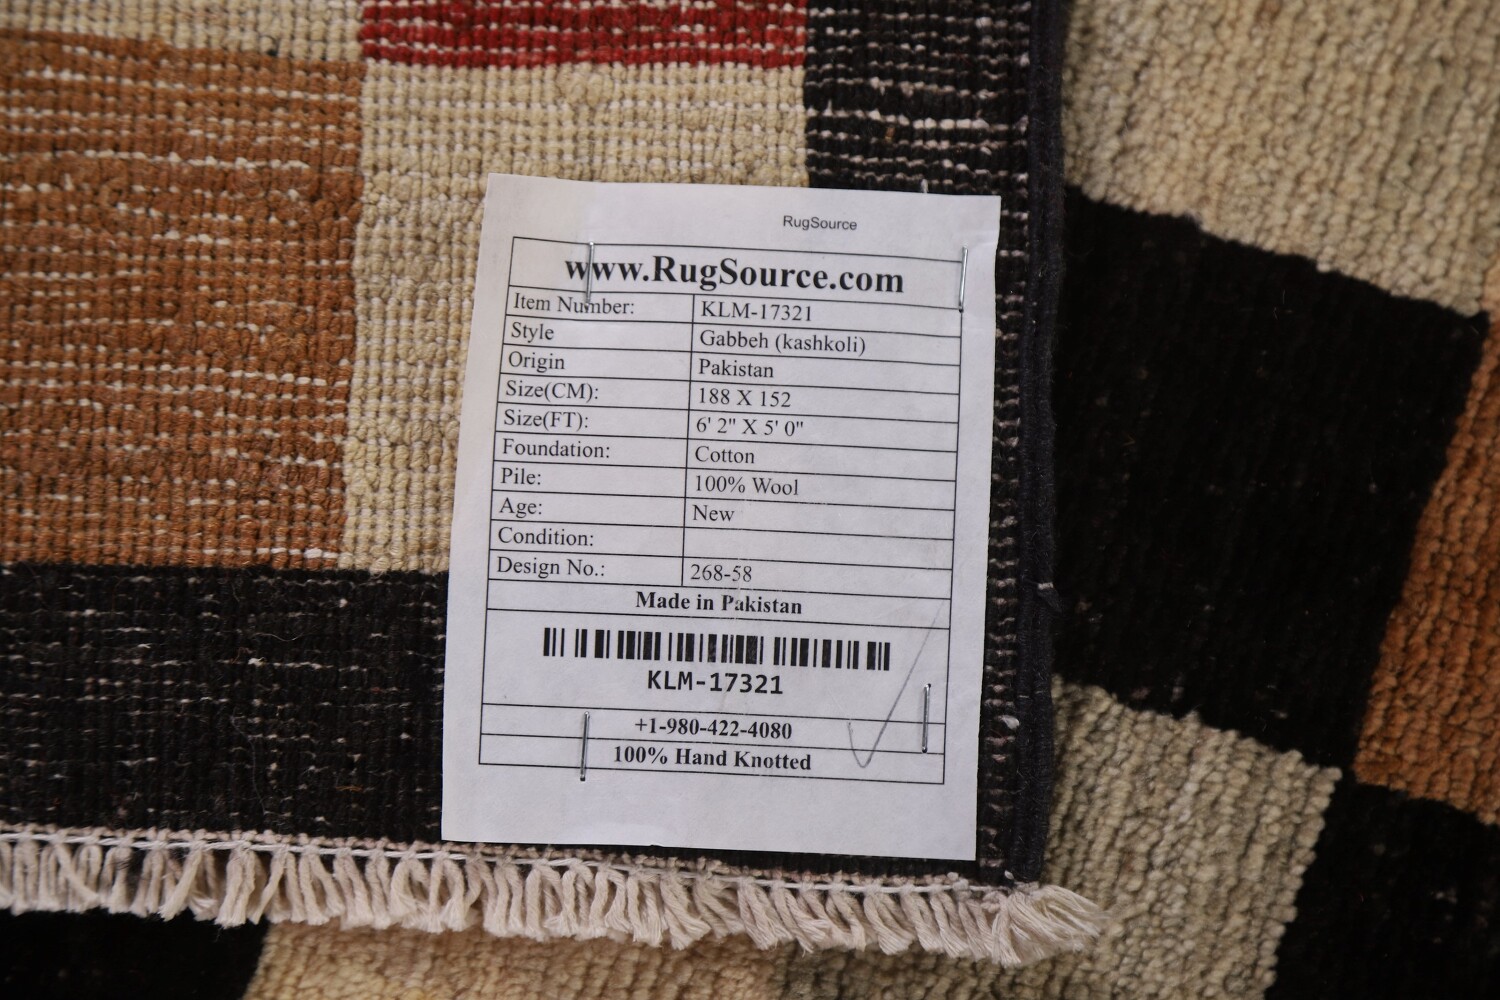 RugSource
www.RugSource.com
Item Number: KLM-17321
Style Gabbeh (kashkoli)
Origin Pakistan
Size(CM): 188 X 152
Size(FT): 6' 2" X 5' 0"
Foundation: Cotton
Pile: 100% Wool
Age: New
Condition:
Design No.: 268-58
Made in Pakistan
KLM-17321
+1-980-422-4080
100% Hand Knotted